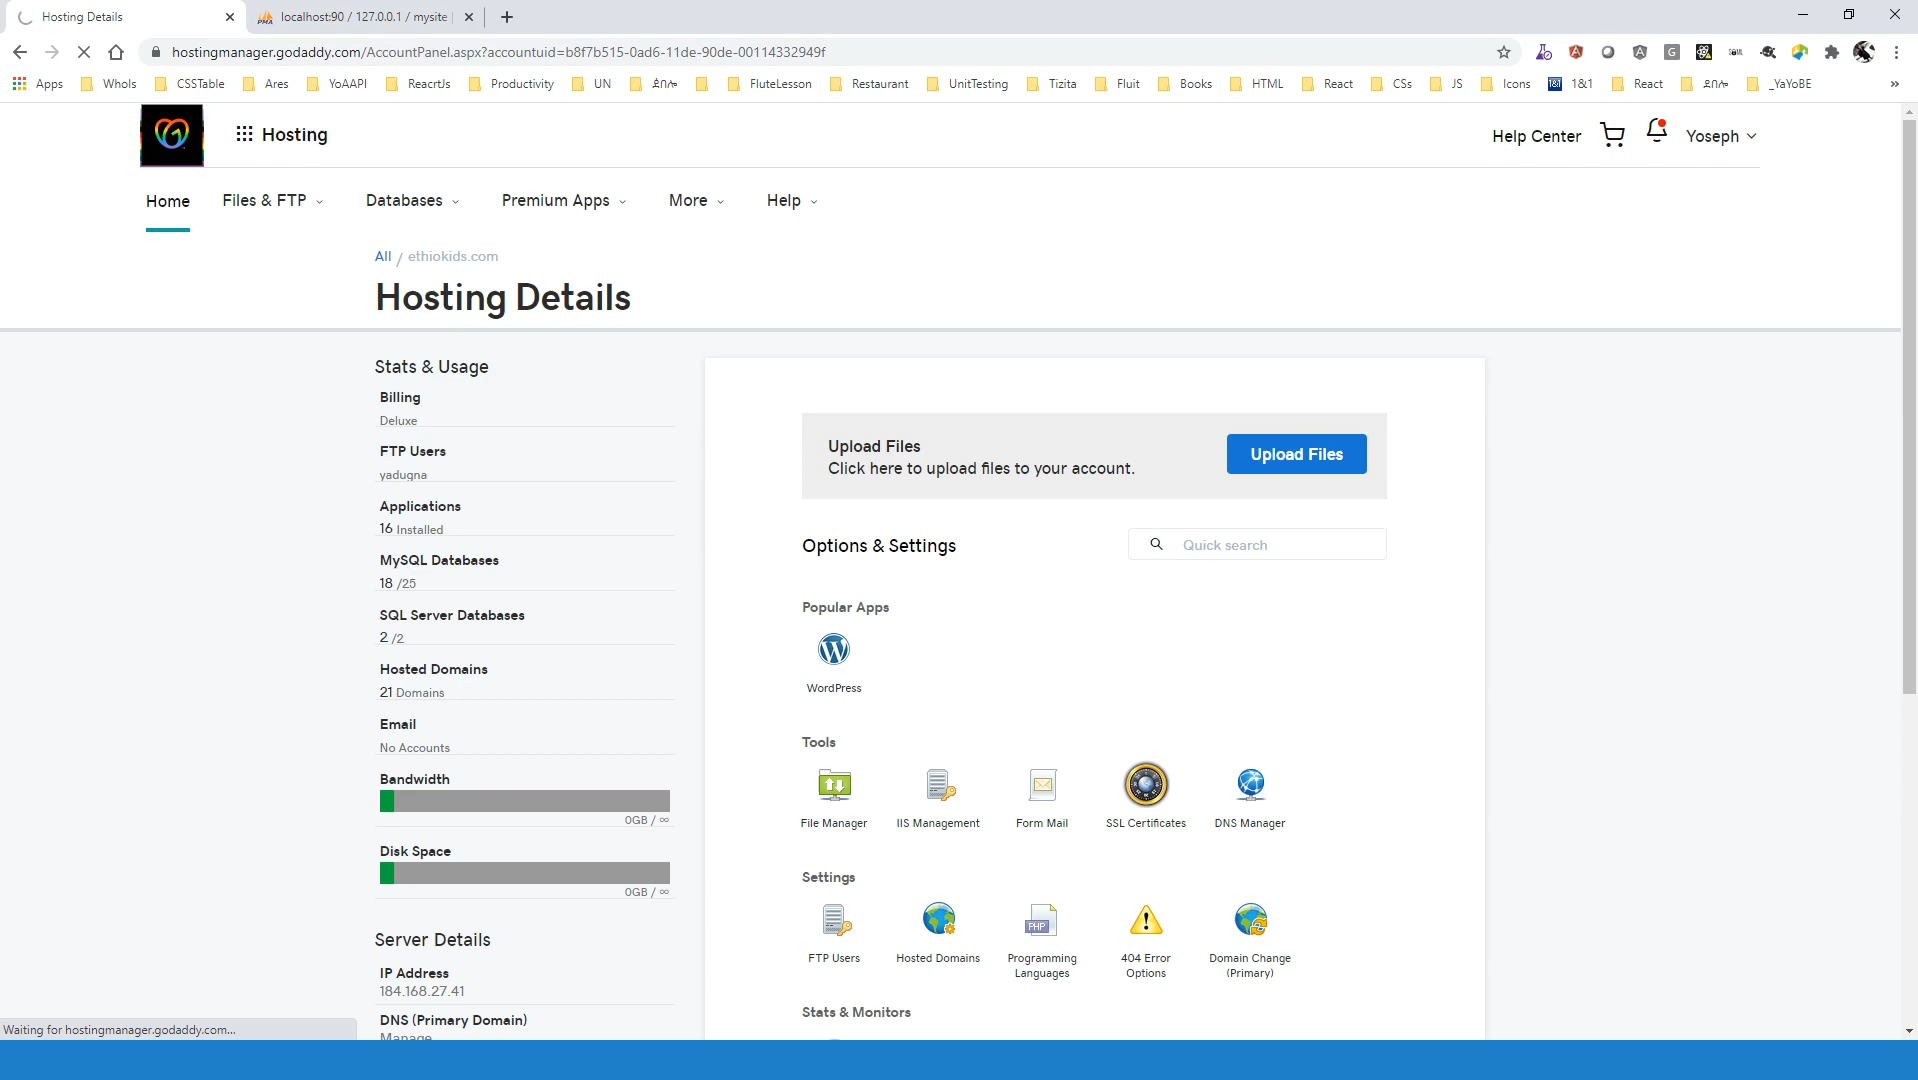 Hosting Details
localhost:90 / 127.0.0.1 / mysite
hostingmanager.godaddy.com/AccountPanel.aspx?accountuid=b8f7b515-0ad6-11de-90de-00114332949f
Apps WhoIs CSSTable Ares YoAAPI ReacrtJs Productivity UN FluteLesson Restaurant UnitTesting Tizita Fluit Books HTML React CSs JS Icons 1&1 React _YaYoBE »
Hosting
Help Center
Yoseph
Home Files & FTP Databases Premium Apps More Help
All / ethiokids.com
Hosting Details
Stats & Usage
Billing
Deluxe
FTP Users
yadugna
Applications
16 Installed
MySQL Databases
18 /25
SQL Server Databases
2 /2
Hosted Domains
21 Domains
Email
No Accounts
Bandwidth
0GB / ∞
Disk Space
0GB / ∞
Server Details
IP Address
184.168.27.41
DNS (Primary Domain)
Manage
Upload Files
Click here to upload files to your account.
Upload Files
Options & Settings
Quick search
Popular Apps
WordPress
Tools
File Manager IIS Management Form Mail SSL Certificates DNS Manager
Settings
FTP Users Hosted Domains Programming Languages 404 Error Options Domain Change (Primary)
Stats & Monitors
Waiting for hostingmanager.godaddy.com...